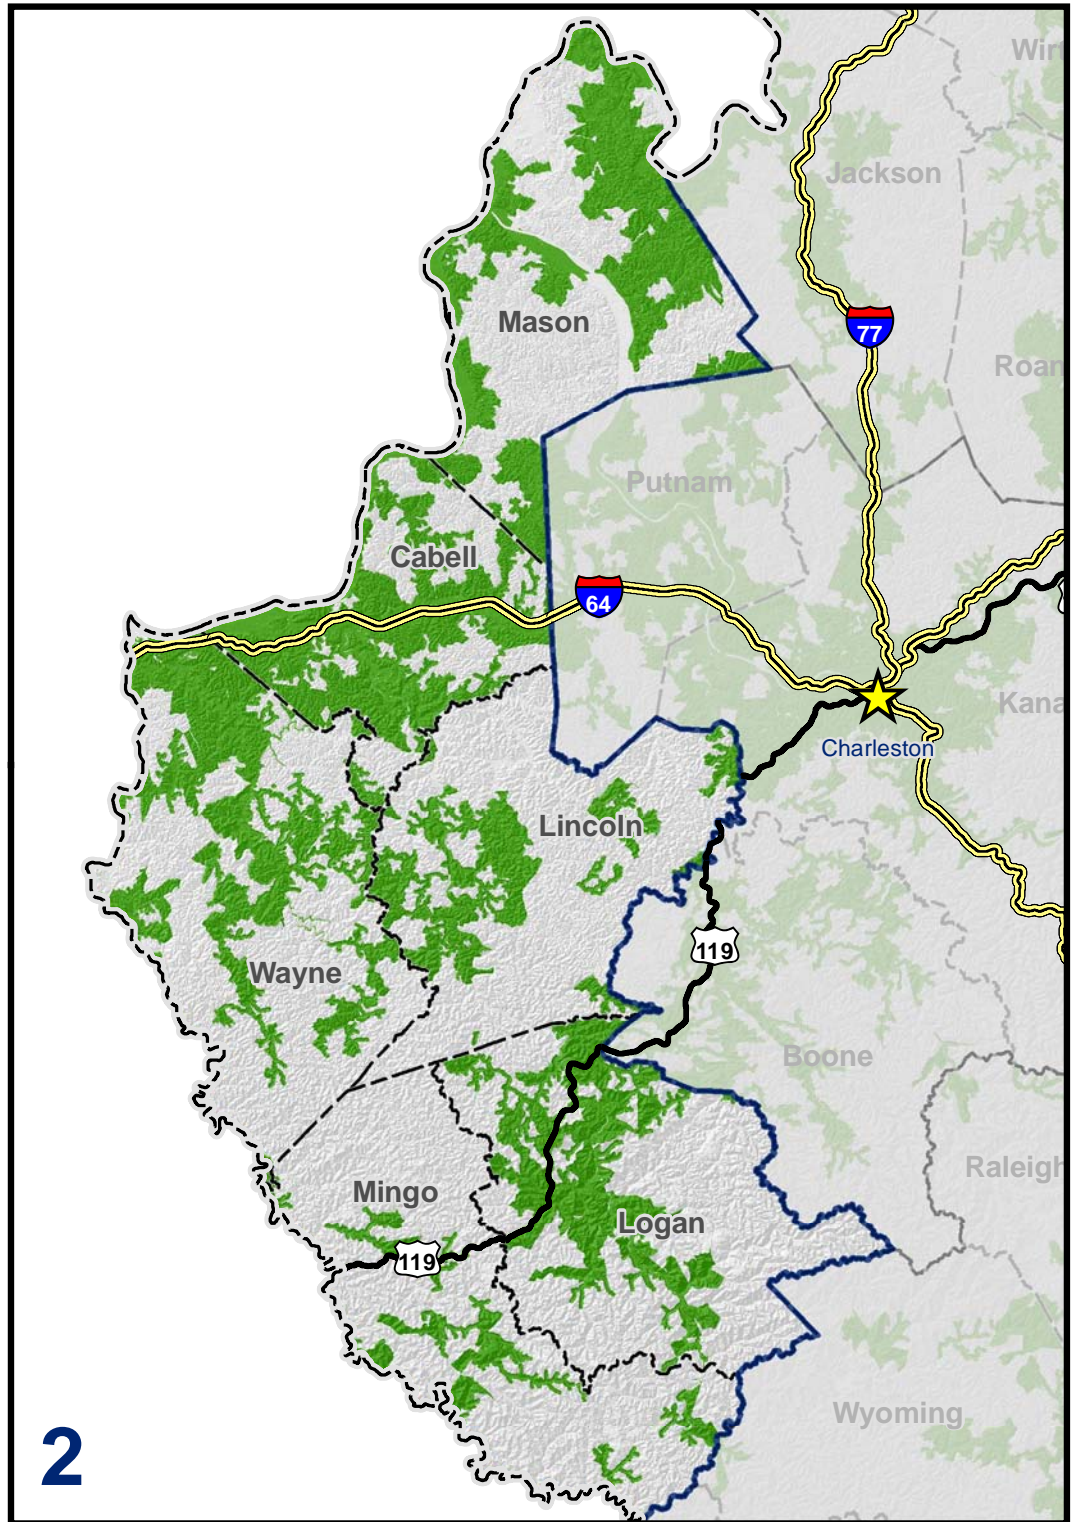 Wirt
Jackson
Mason
77
Roan
Putnam
Cabell
64
Kana
Charleston
Lincoln
119
Wayne
Boone
Raleigh
Mingo
Logan
119
Wyoming
2